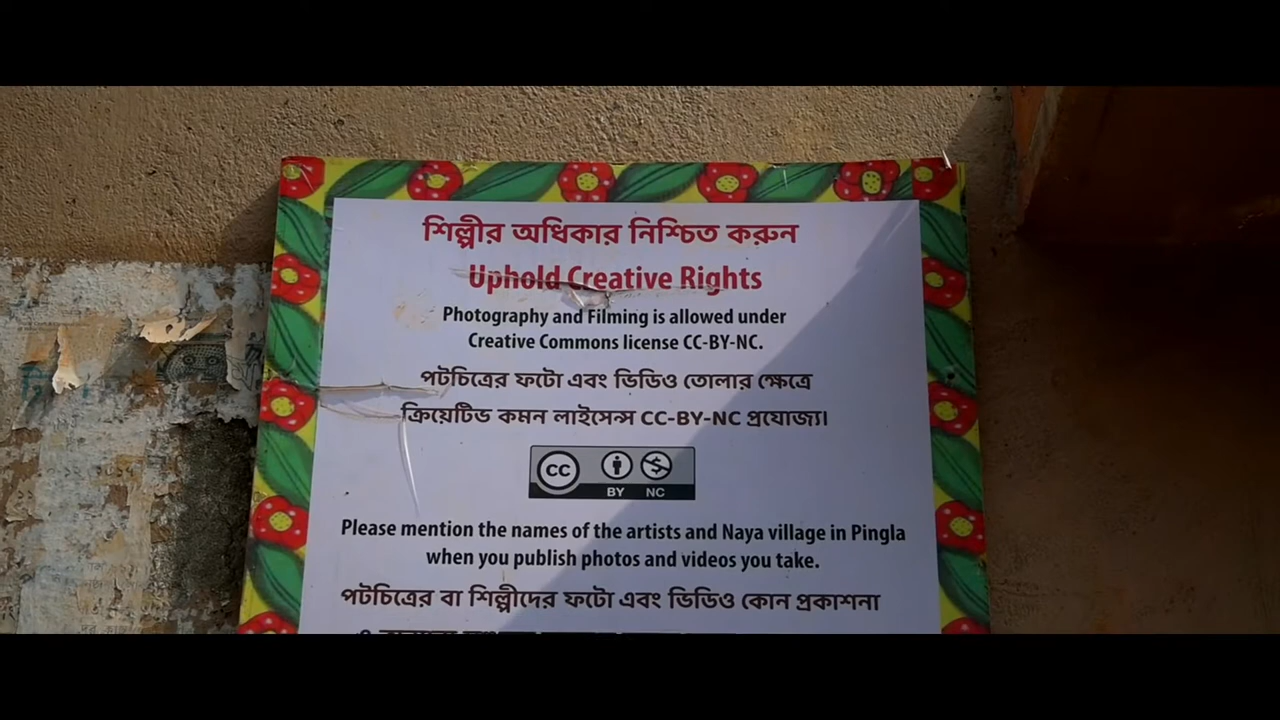 শিল্পীর অধিকার নিশ্চিত করুন
Uphold Creative Rights
Photography and Filming is allowed under
Creative Commons license CC-BY-NC.
পটচিত্রের ফটো এবং ভিডিও তোলার ক্ষেত্রে
ক্রিয়েটিভ কমন লাইসেন্স CC-BY-NC প্রযোজ্য।
cc BY NC
Please mention the names of the artists and Naya village in Pingla
when you publish photos and videos you take.
পটচিত্রের বা শিল্পীদের ফটো এবং ভিডিও কোন প্রকাশনা